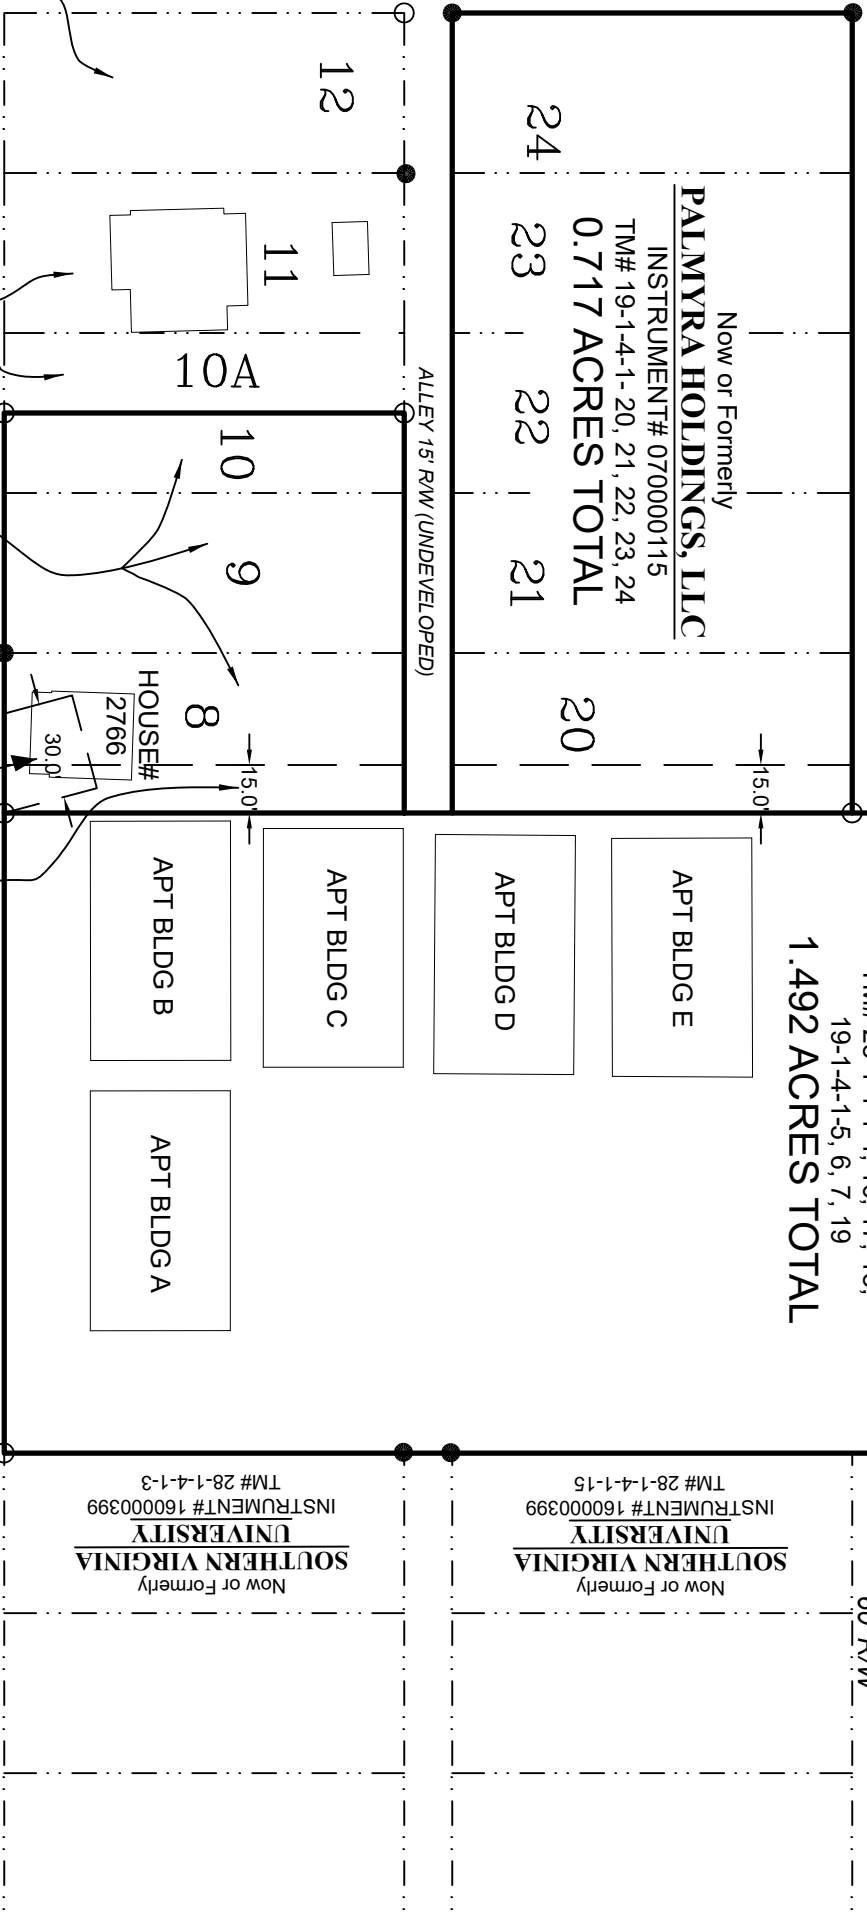 12
11
10A
10
9
8
HOUSE#
2766
30.0'
15.0'
ALLEY 15' R/W (UNDEVELOPED)
24
23
22
21
20
Now or Formerly
PALMYRA HOLDINGS, LLC
INSTRUMENT# 070000115
TM# 19-1-4-1- 20, 21, 22, 23, 24
0.717 ACRES TOTAL
15.0'
19-1-4-1-5, 6, 7, 19
1.492 ACRES TOTAL
APT BLDG E
APT BLDG D
APT BLDG C
APT BLDG B
APT BLDG A
Now or Formerly
SOUTHERN VIRGINIA
UNIVERSITY
INSTRUMENT# 160000399
TM# 28-1-4-1-3
Now or Formerly
SOUTHERN VIRGINIA
UNIVERSITY
INSTRUMENT# 160000399
TM# 28-1-4-1-15
60' R/W